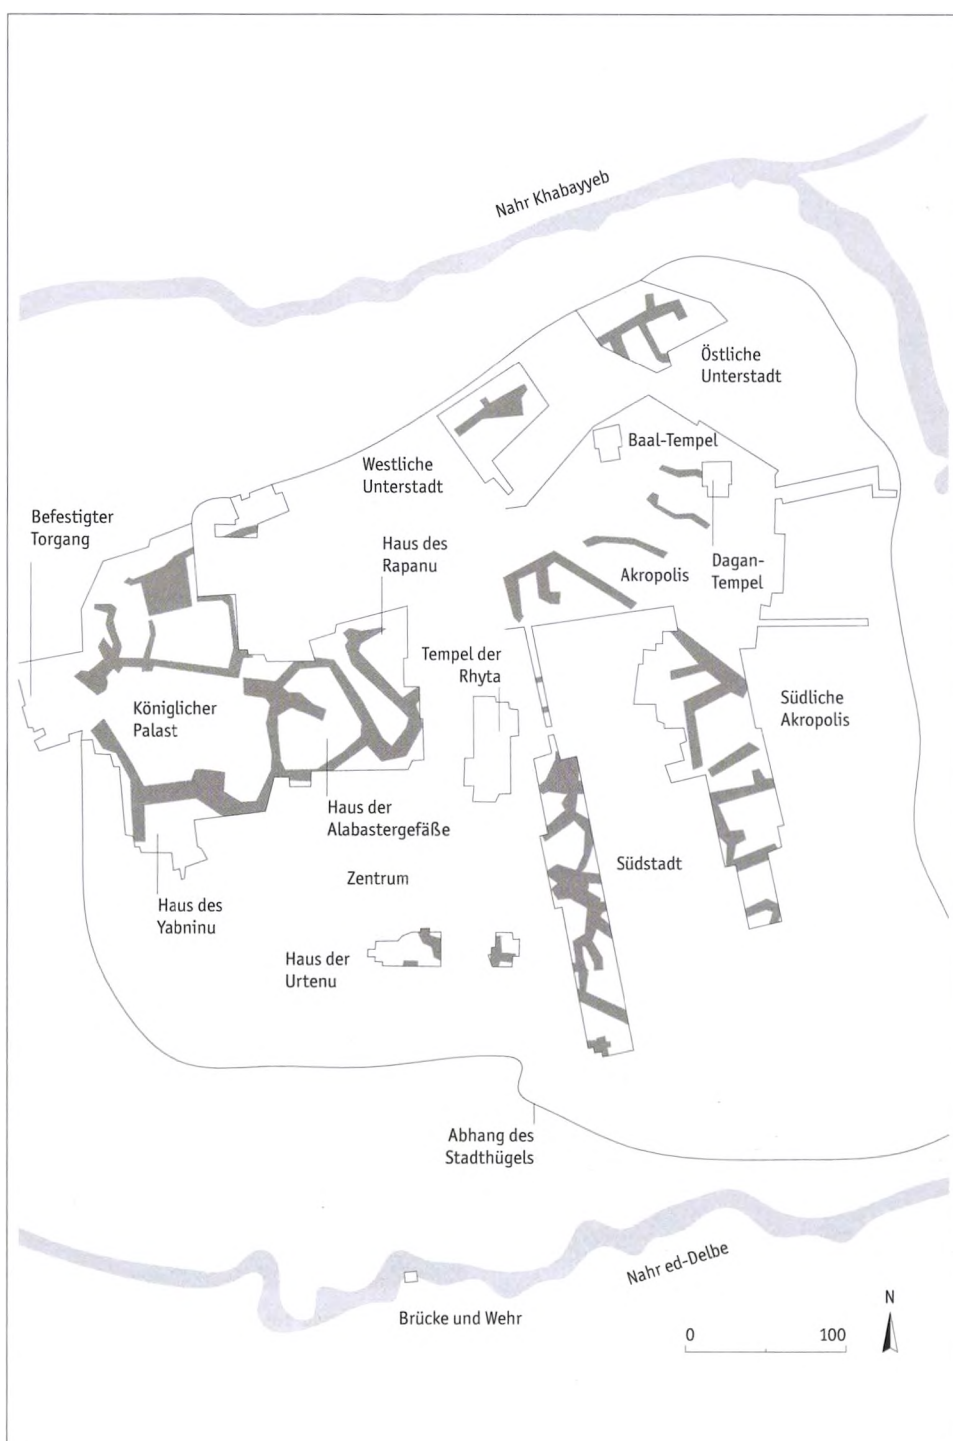 Nahr Khabayyeb
Östliche
Unterstadt
Baal-Tempel
Westliche
Unterstadt
Befestigter
Torgang
Haus des
Rapanu
Akropolis
Dagan-
Tempel
Tempel der
Rhyta
Königlicher
Palast
Südliche
Akropolis
Haus der
Alabastergefäße
Südstadt
Zentrum
Haus des
Yabninu
Haus der
Urtenu
Abhang des
Stadthügels
Nahr ed-Delbe
Brücke und Wehr
N
0 100